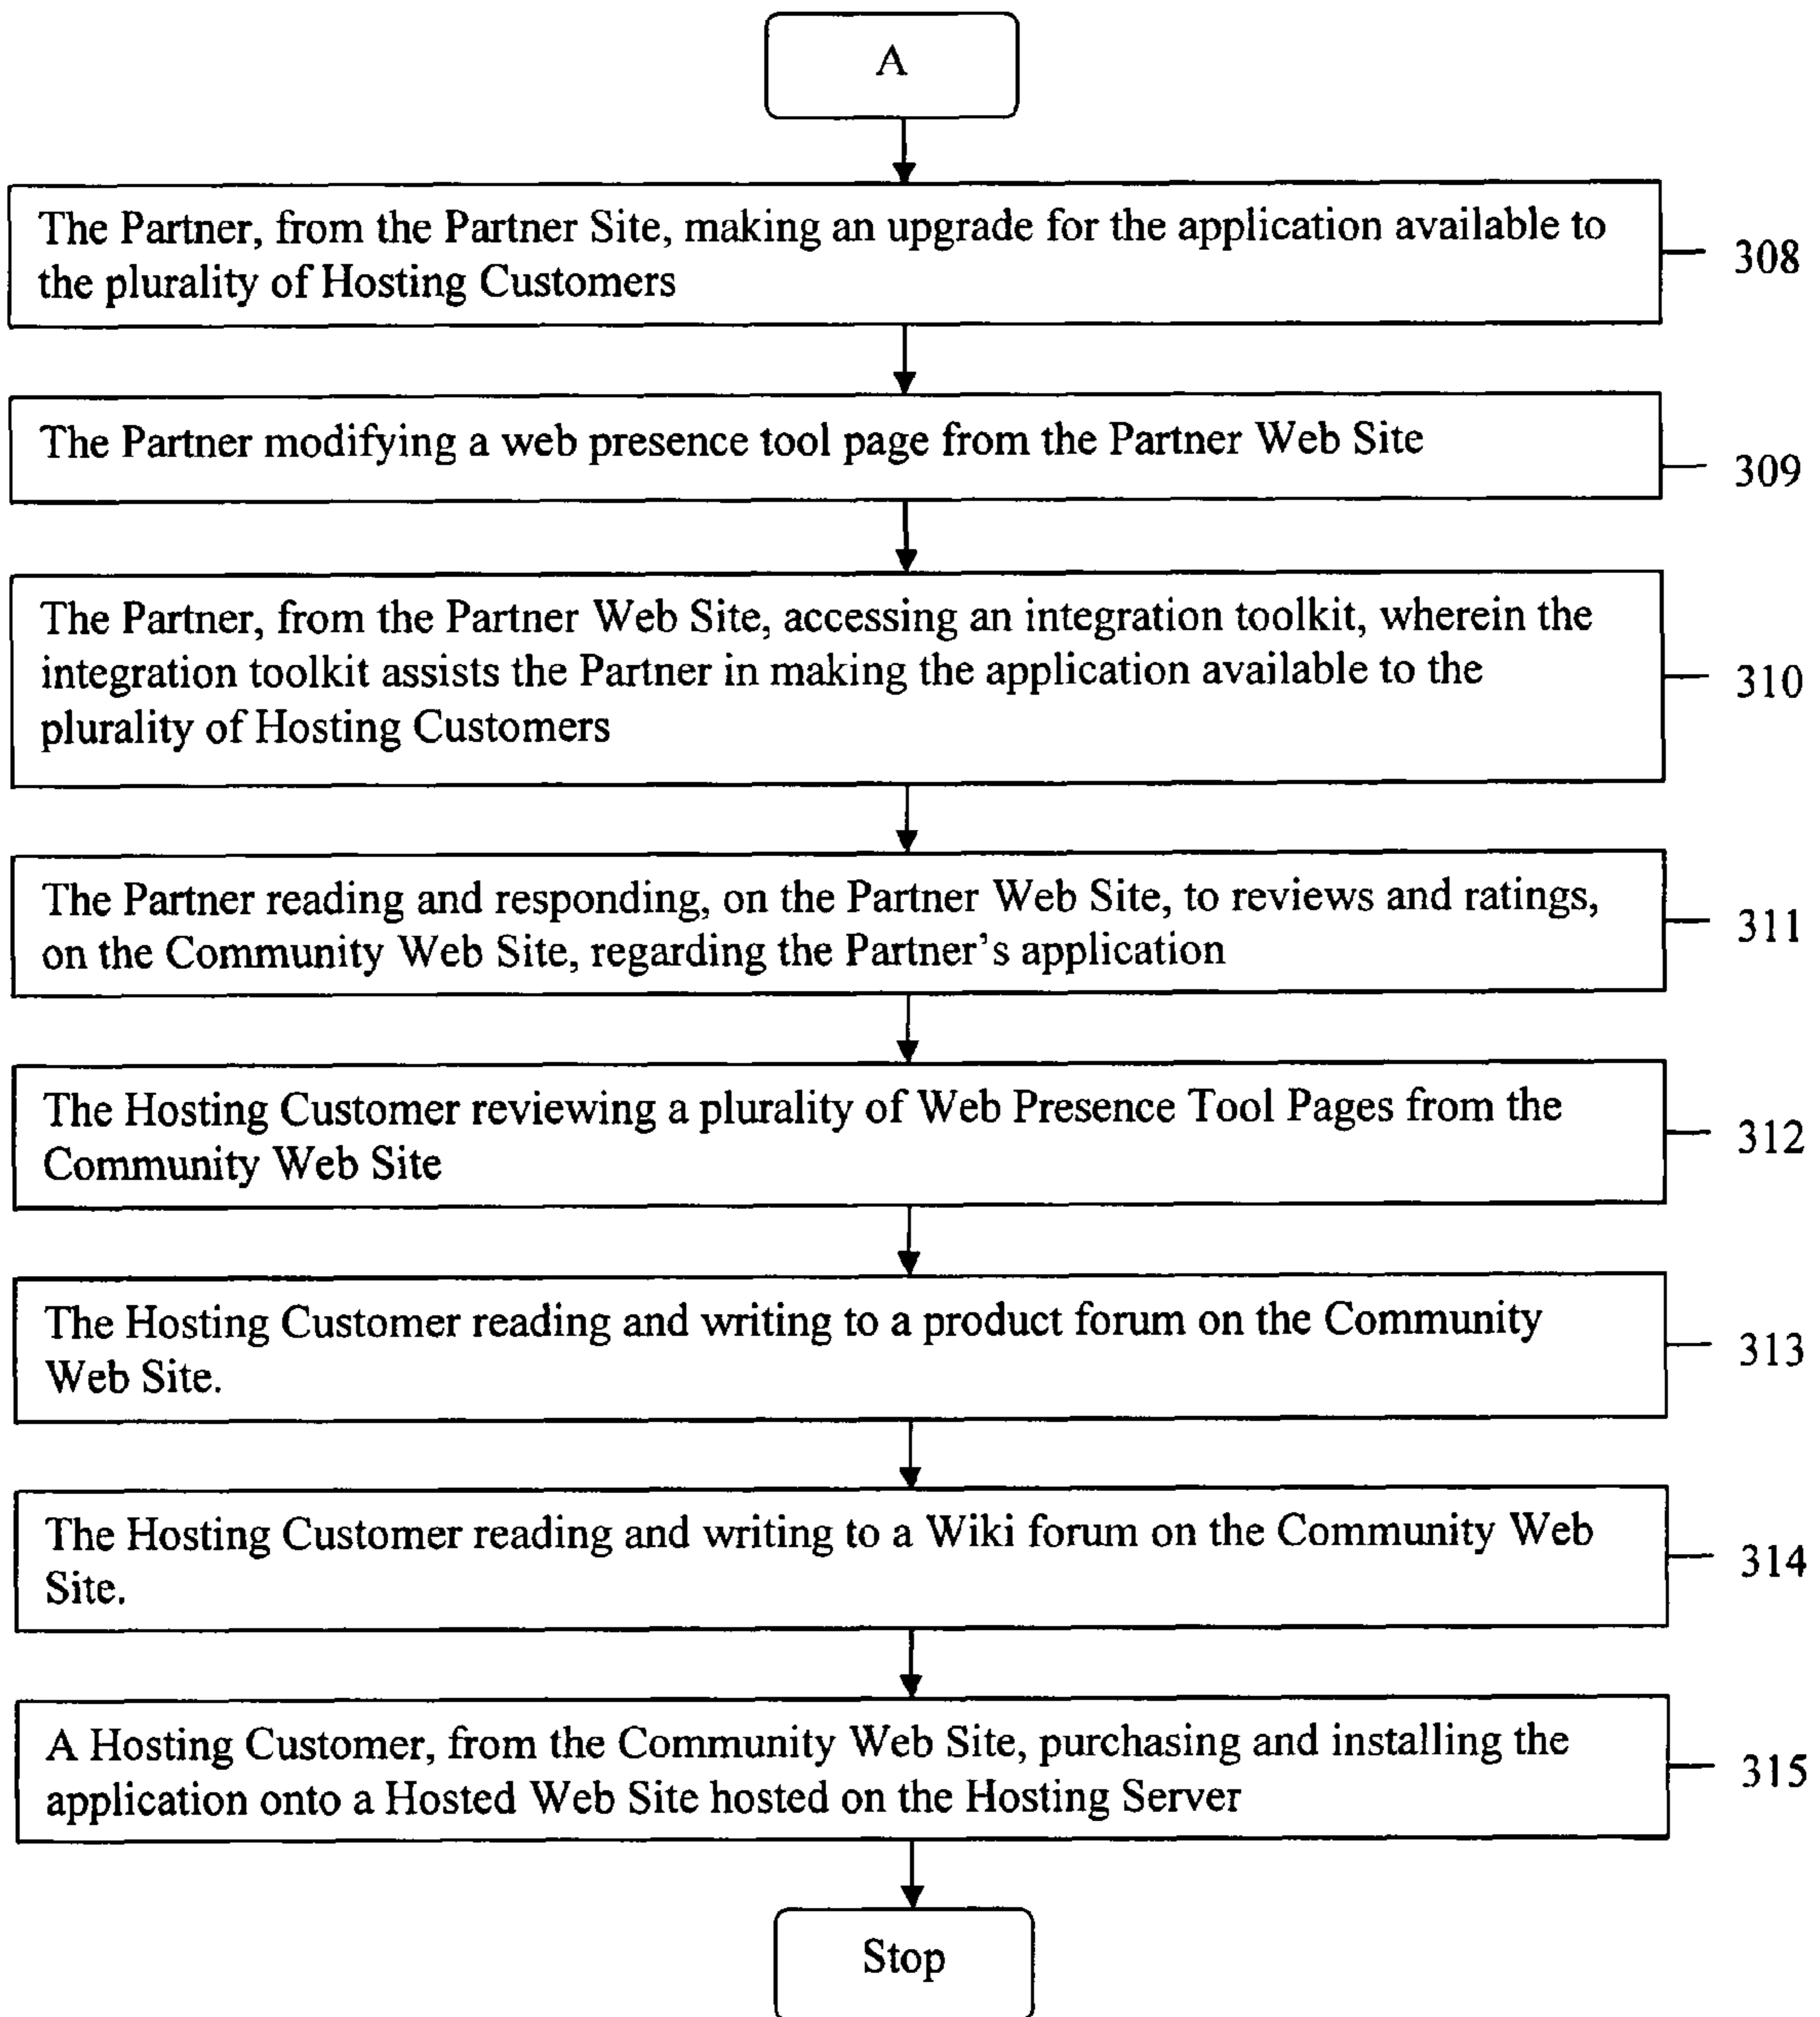 A
The Partner, from the Partner Site, making an upgrade for the application available to
the plurality of Hosting Customers
308
The Partner modifying a web presence tool page from the Partner Web Site
309
The Partner, from the Partner Web Site, accessing an integration toolkit, wherein the
integration toolkit assists the Partner in making the application available to the
plurality of Hosting Customers
310
The Partner reading and responding, on the Partner Web Site, to reviews and ratings,
on the Community Web Site, regarding the Partner’s application
311
The Hosting Customer reviewing a plurality of Web Presence Tool Pages from the
Community Web Site
312
The Hosting Customer reading and writing to a product forum on the Community
Web Site.
313
The Hosting Customer reading and writing to a Wiki forum on the Community Web
Site.
314
A Hosting Customer, from the Community Web Site, purchasing and installing the
application onto a Hosted Web Site hosted on the Hosting Server
315
Stop